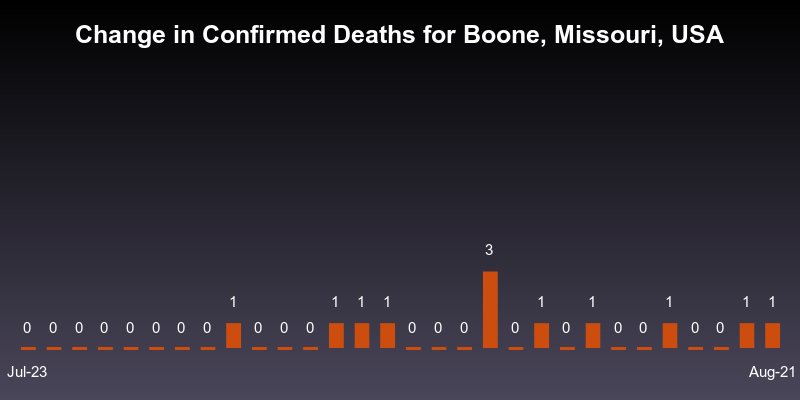 Change in Confirmed Deaths for Boone, Missouri, USA
3
1 1 1 1 1 1 1 1 1
0 0 0 0 0 0 0 0 0 0 0 0 0 0 0 0 0 0 0 0
Jul-23 Aug-21